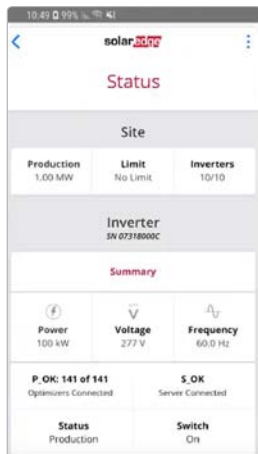 10:49 99%
solaredge
Status
Site
Production Limit Inverters
1.00 MW No Limit 10/10
Inverter
SN 07318000C
Summary
Power Voltage Frequency
100 kW 277 V 60.0 Hz
P_OK: 141 of 141 S_OK
Optimizers Connected Server Connected
Status Switch
Production On